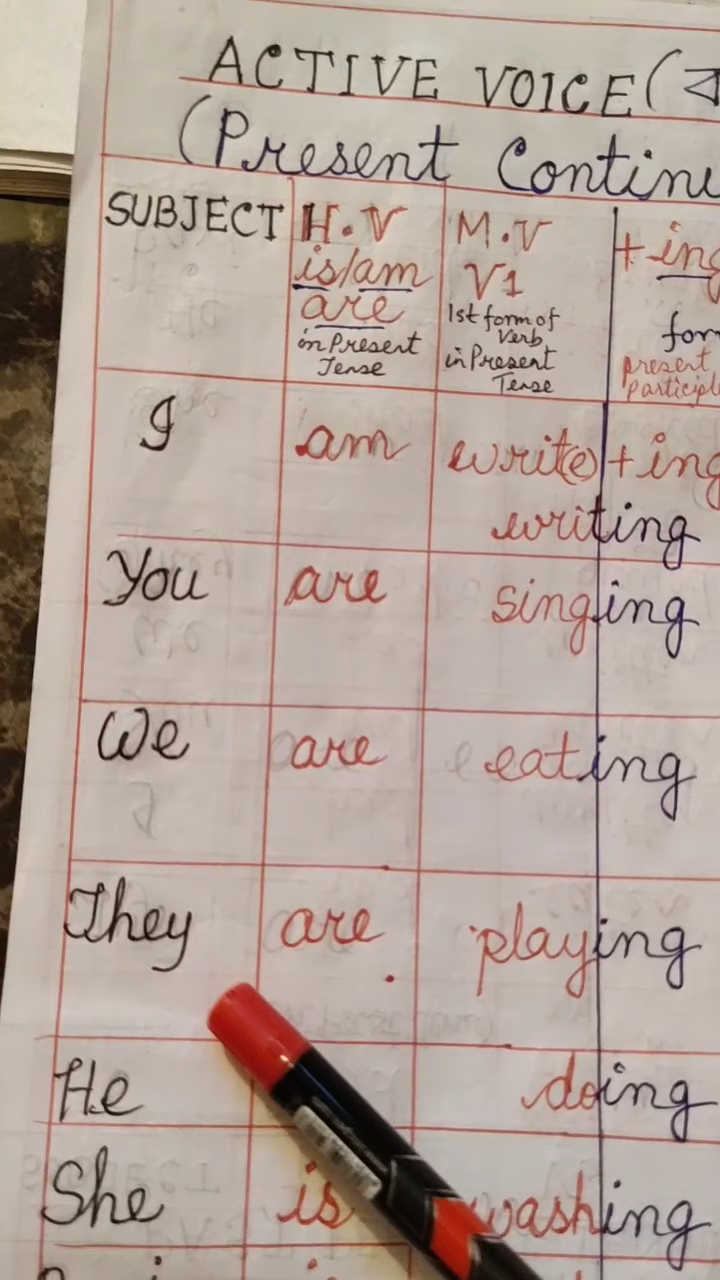 ACTIVE VOICE (
(Present Continu
SUBJECT H.V M.V +ing
is/am V1
are 1st form of Verb form
in Present Tense in Present Tense present participle
I am write +ing
writing
You are singing
We are eating
They are playing
He doing
She is washing